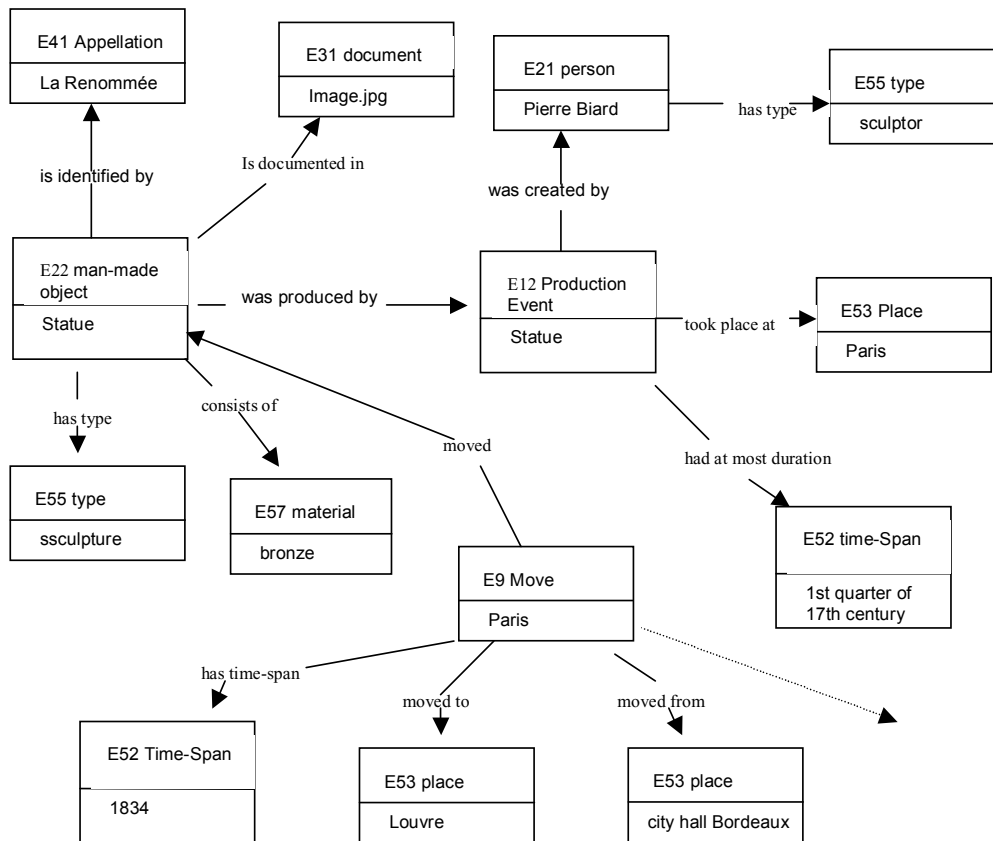 E41 Appellation
La Renommée
E31 document
Image.jpg
E21 person
Pierre Biard
has type
E55 type
sculptor
is identified by
Is documented in
was created by
E22 man-made
object
Statue
was produced by
E12 Production
Event
Statue
took place at
E53 Place
Paris
has type
consists of
moved
had at most duration
E55 type
ssculpture
E57 material
bronze
E9 Move
Paris
E52 time-Span
1st quarter of
17th century
has time-span
moved to
moved from
E52 Time-Span
1834
E53 place
Louvre
E53 place
city hall Bordeaux